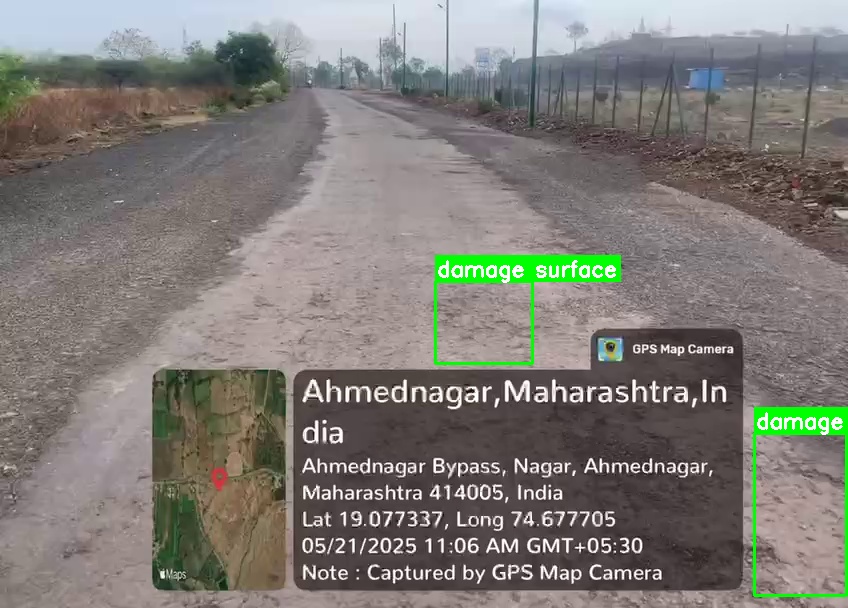 damage surface
GPS Map Camera
Ahmednagar,Maharashtra,In
dia
damage
Ahmednagar Bypass, Nagar, Ahmednagar,
Maharashtra 414005, India
Lat 19.077337, Long 74.677705
05/21/2025 11:06 AM GMT+05:30
Note : Captured by GPS Map Camera
Maps